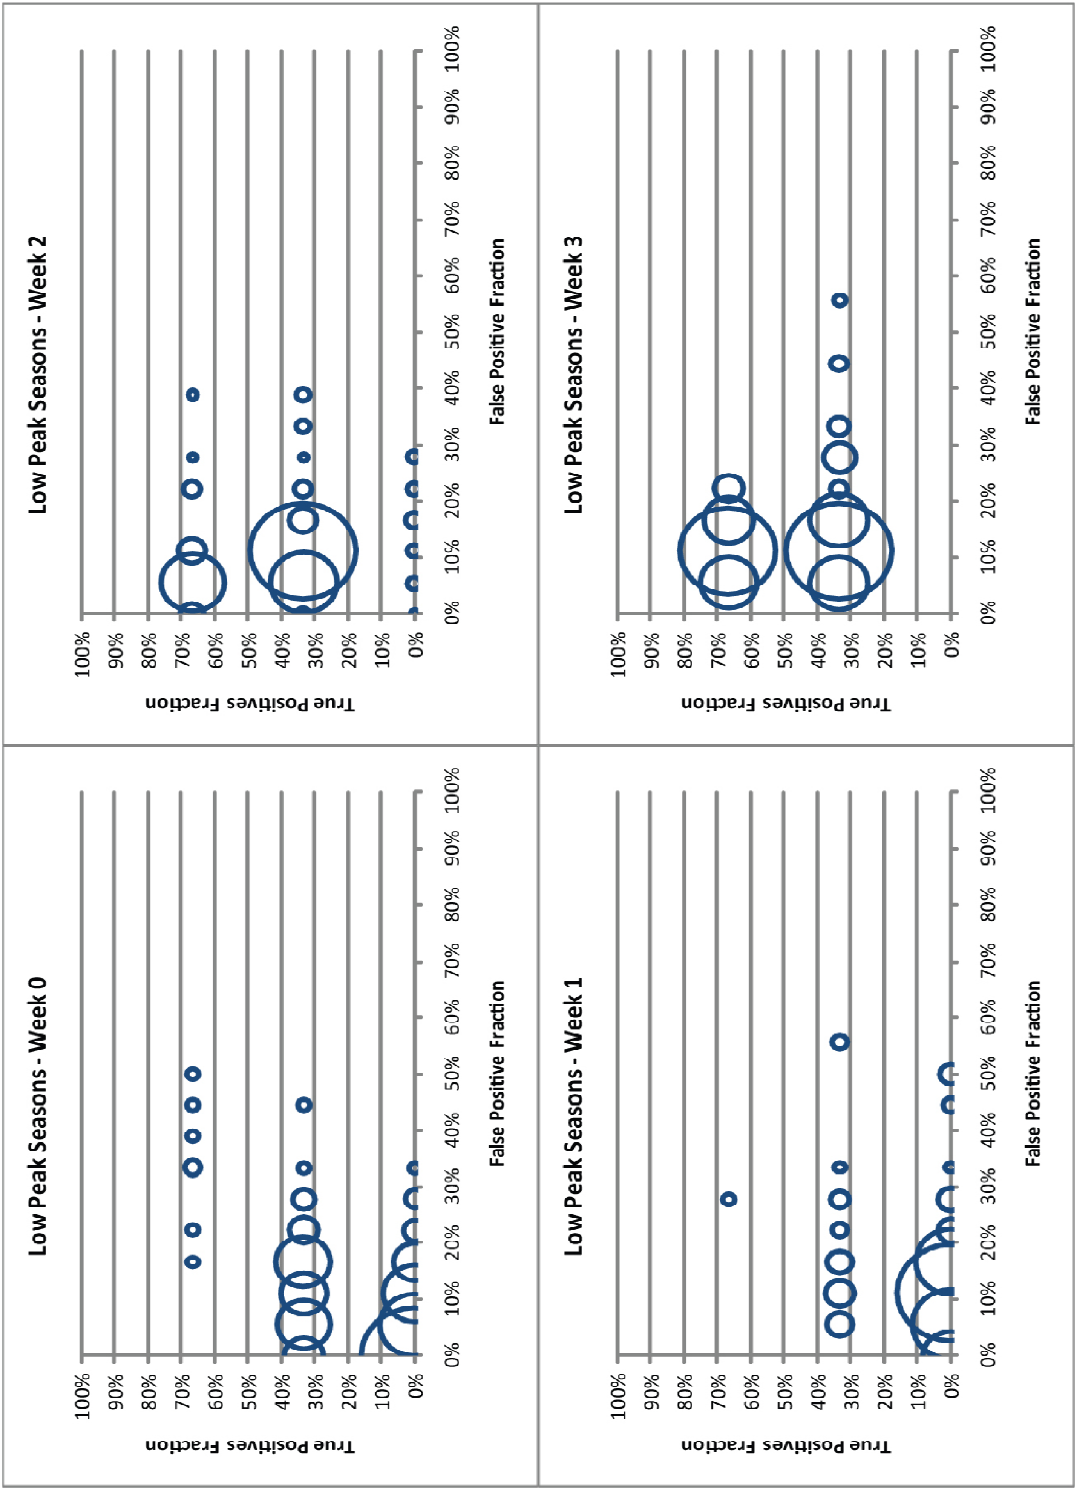 Low Peak Seasons - Week 0
100%
90%
80%
70%
60%
50%
40%
30%
20%
10%
0%
True Positives Fraction
0% 10% 20% 30% 40% 50% 60% 70% 80% 90% 100%
False Positive Fraction
Low Peak Seasons - Week 2
100%
90%
80%
70%
60%
50%
40%
30%
20%
10%
0%
True Positives Fraction
0% 10% 20% 30% 40% 50% 60% 70% 80% 90% 100%
False Positive Fraction
Low Peak Seasons - Week 1
100%
90%
80%
70%
60%
50%
40%
30%
20%
10%
0%
True Positives Fraction
0% 10% 20% 30% 40% 50% 60% 70% 80% 90% 100%
False Positive Fraction
Low Peak Seasons - Week 3
100%
90%
80%
70%
60%
50%
40%
30%
20%
10%
0%
True Positives Fraction
0% 10% 20% 30% 40% 50% 60% 70% 80% 90% 100%
False Positive Fraction